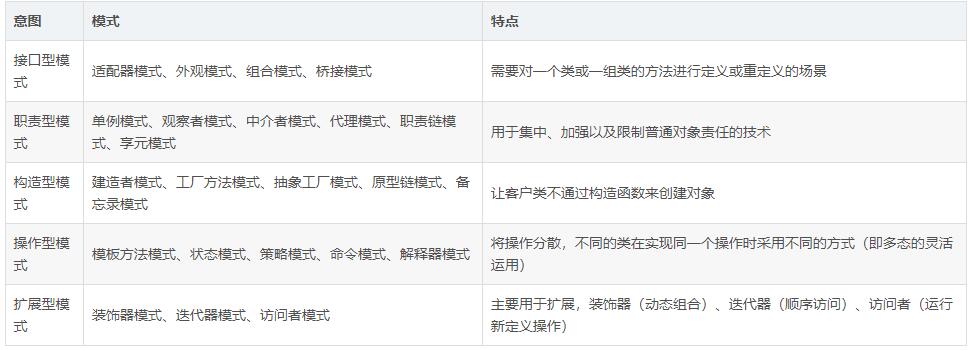 意图 模式 特点
接口型模
式
适配器模式、外观模式、组合模式、桥接模式
需要对一个类或一组类的方法进行定义或重定义的场景
职责型模
式
单例模式、观察者模式、中介者模式、代理模式、职责链模
式、享元模式
用于集中、加强以及限制普通对象责任的技术
构造型模
式
建造者模式、工厂方法模式、抽象工厂模式、原型链模式、备
忘录模式
让客户类不通过构造函数来创建对象
操作型模
式
模板方法模式、状态模式、策略模式、命令模式、解释器模式
将操作分散，不同的类在实现同一个操作时采用不同的方式（即多态的灵活
运用）
扩展型模
式
装饰器模式、迭代器模式、访问者模式
主要用于扩展，装饰器（动态组合）、迭代器（顺序访问）、访问者（运行
新定义操作）